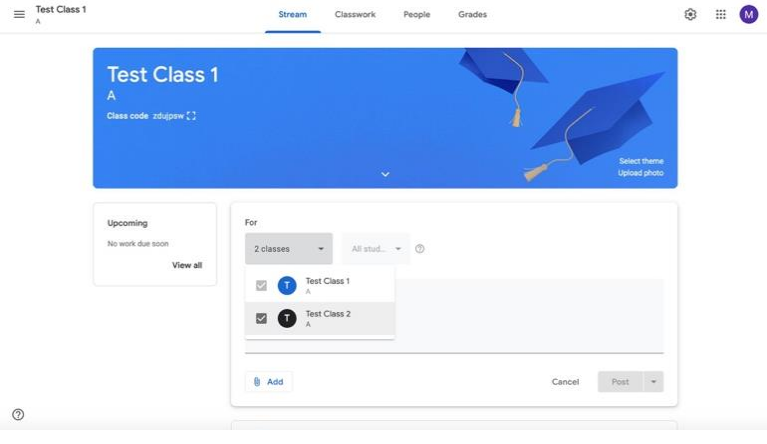 Test Class 1
A
Stream
Classwork
People
Grades
M
Test Class 1
A
Class code zdujpsw
Select theme
Upload photo
Upcoming
No work due soon
View all
For
2 classes
All stud...
T
Test Class 1
A
T
Test Class 2
A
Add
Cancel
Post